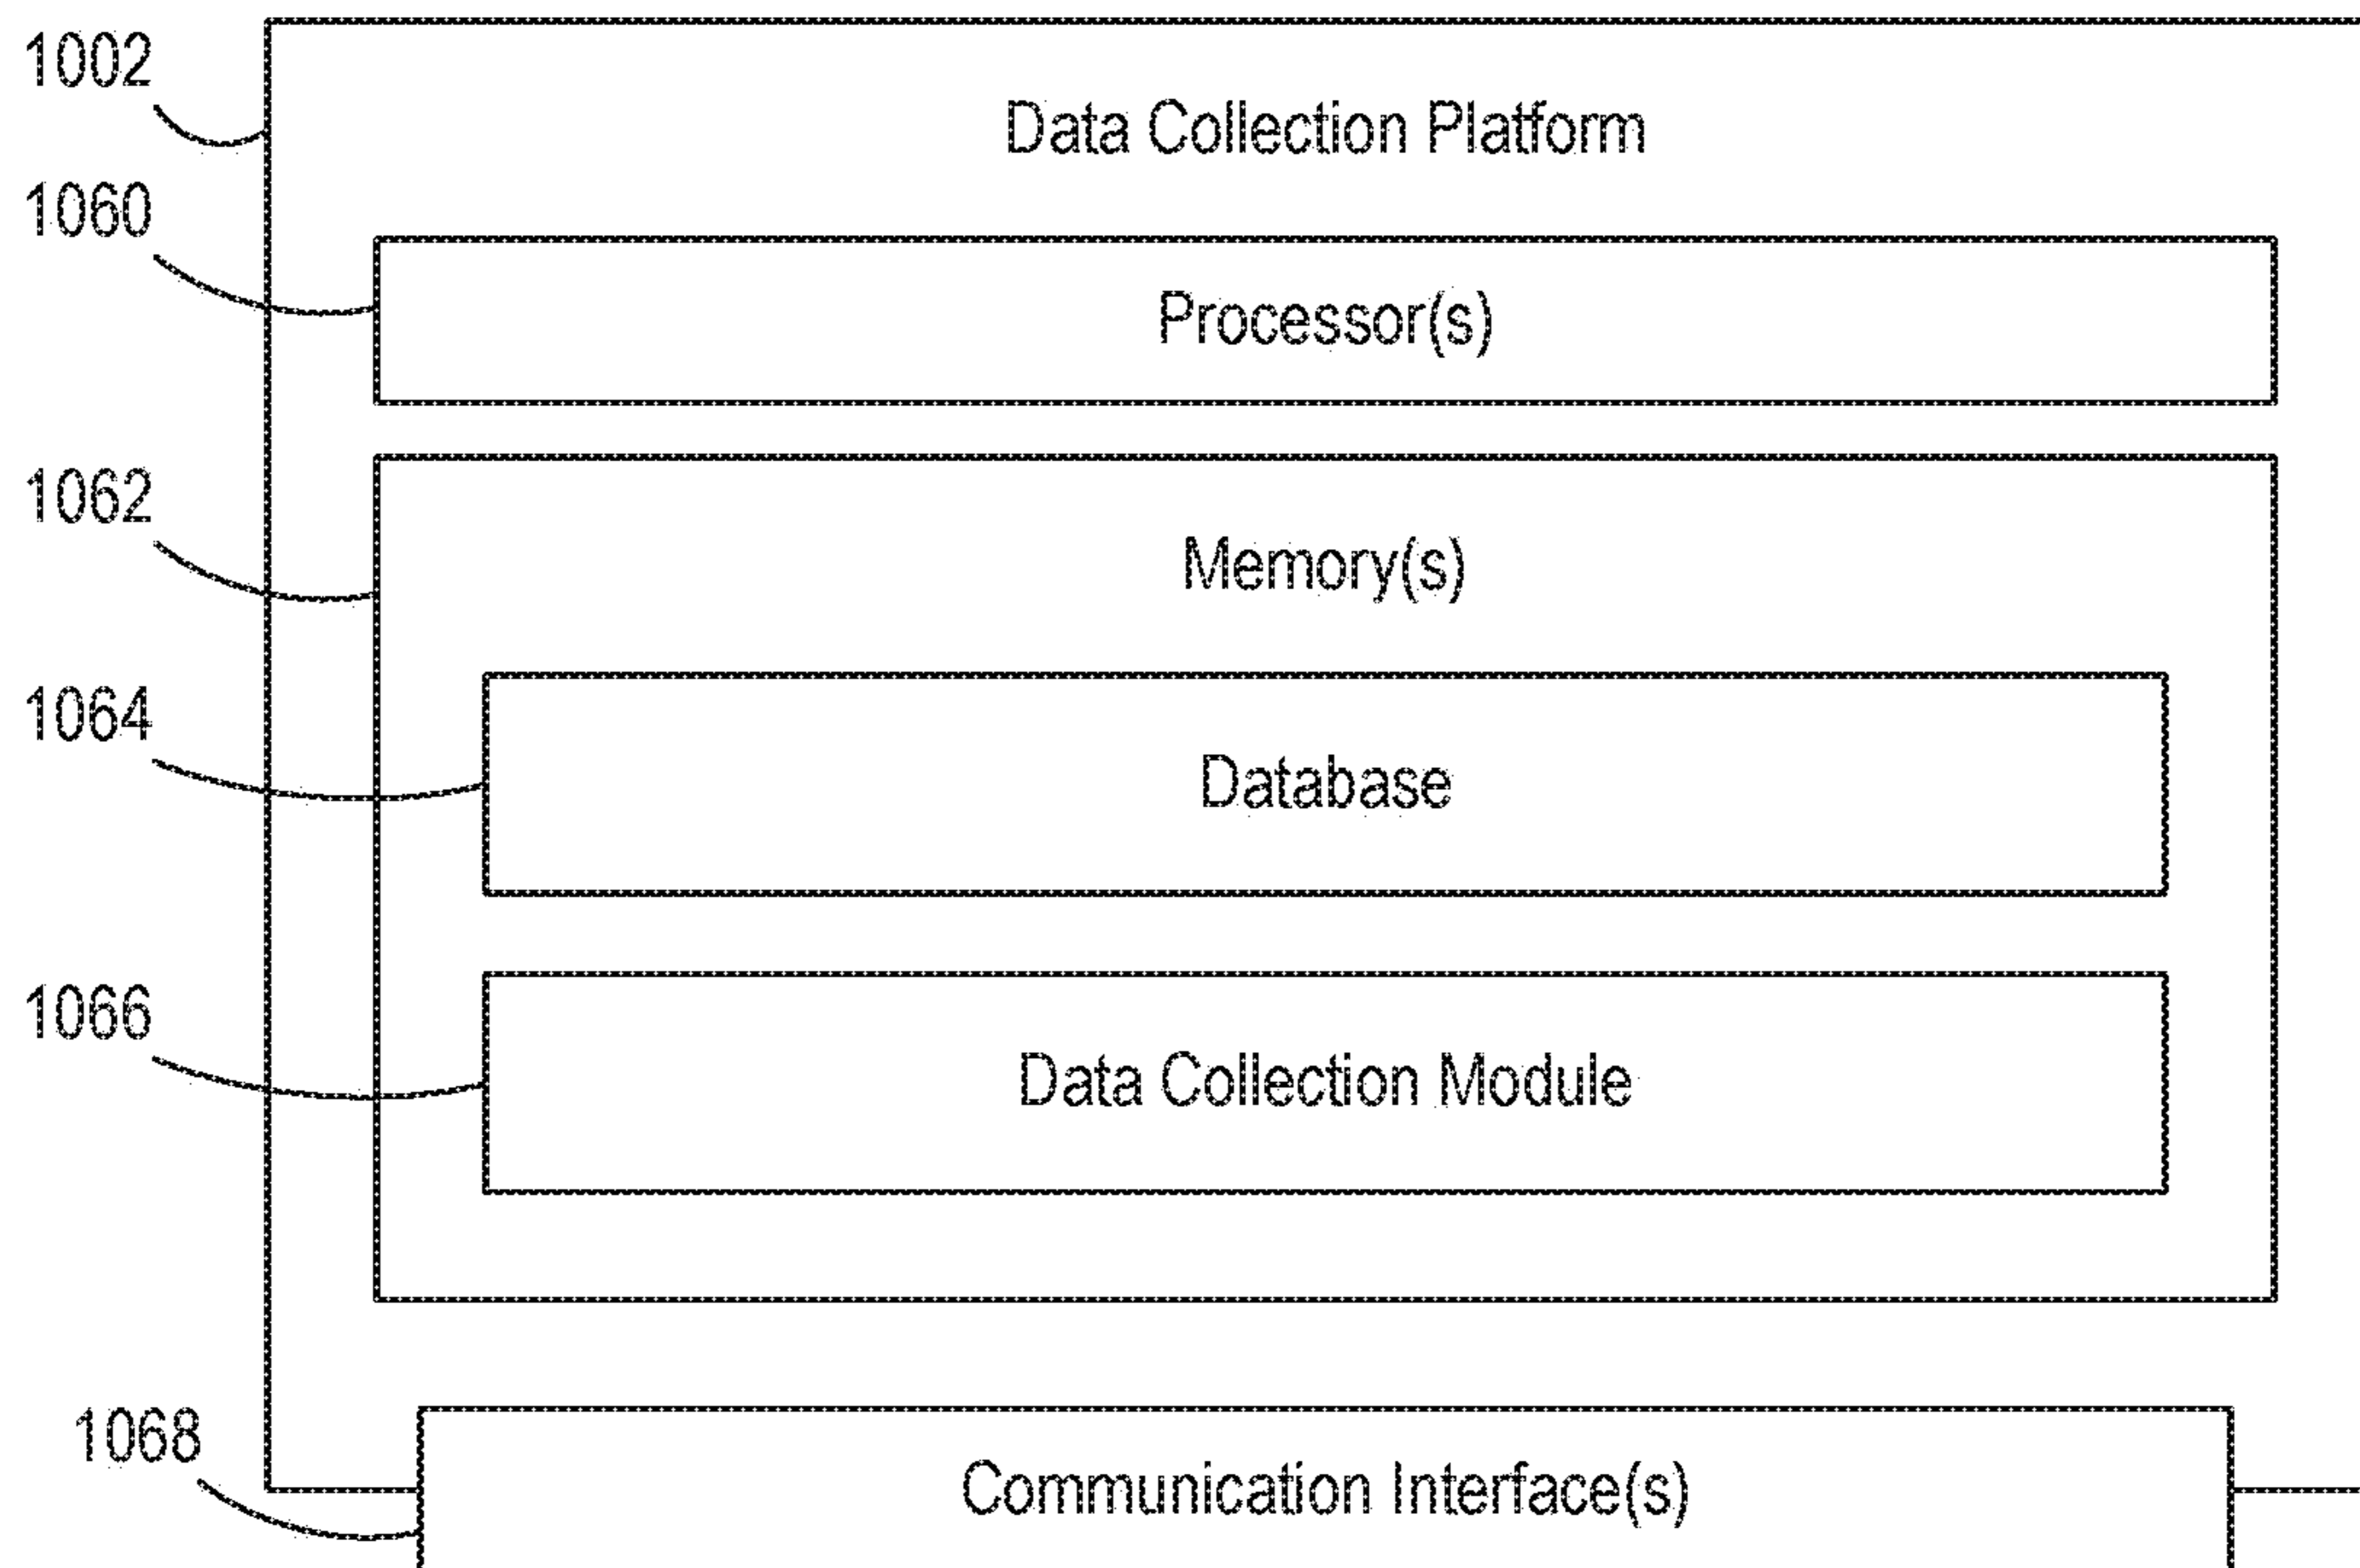 1002
Data Collection Platform
1060
Processor(s)
1062
Memory(s)
1064
Database
1066
Data Collection Module
1068
Communication Interface(s)